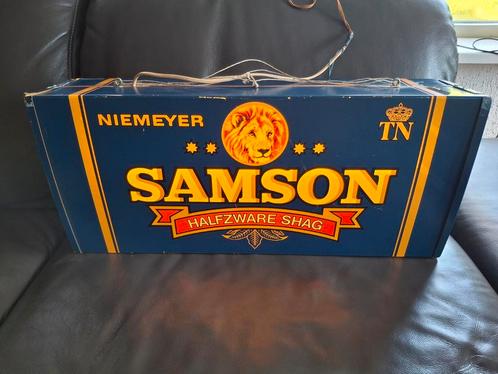 NIEMEYER
TN
SAMSON
HALFZWARE SHAG